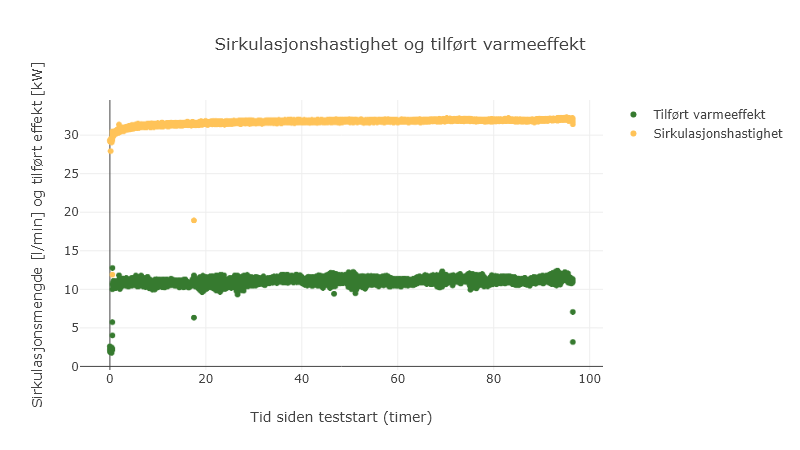 Sirkulasjonshastighet og tilført varmeeffekt
Sirkulasjonsmengde [l/min] og tilført effekt [kW]
30
25
20
15
10
5
0
0 20 40 60 80 100
Tid siden teststart (timer)
Tilført varmeeffekt
Sirkulasjonshastighet